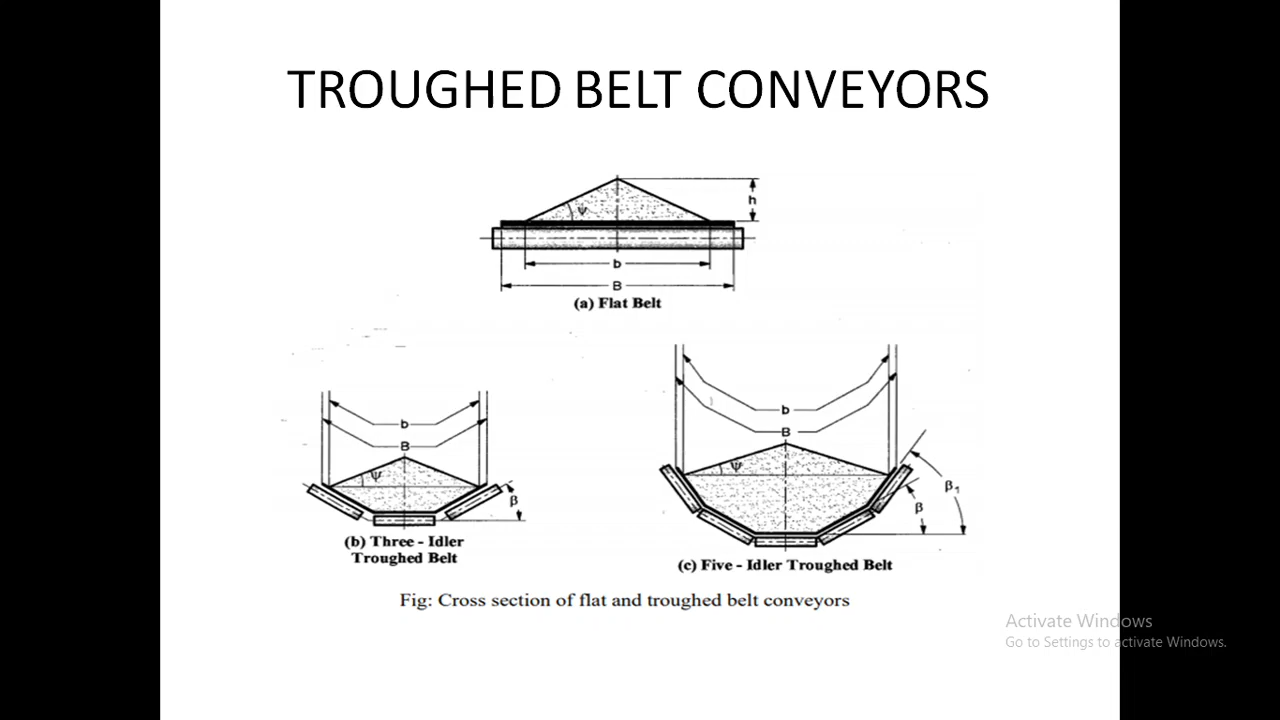 TROUGHED BELT CONVEYORS
ψ
h
b
B
(a) Flat Belt
b
B
ψ
β
(b) Three - Idler
Troughed Belt
b
B
ψ
β
β1
(c) Five - Idler Troughed Belt
Fig: Cross section of flat and troughed belt conveyors
Activate Windows
Go to Settings to activate Windows.